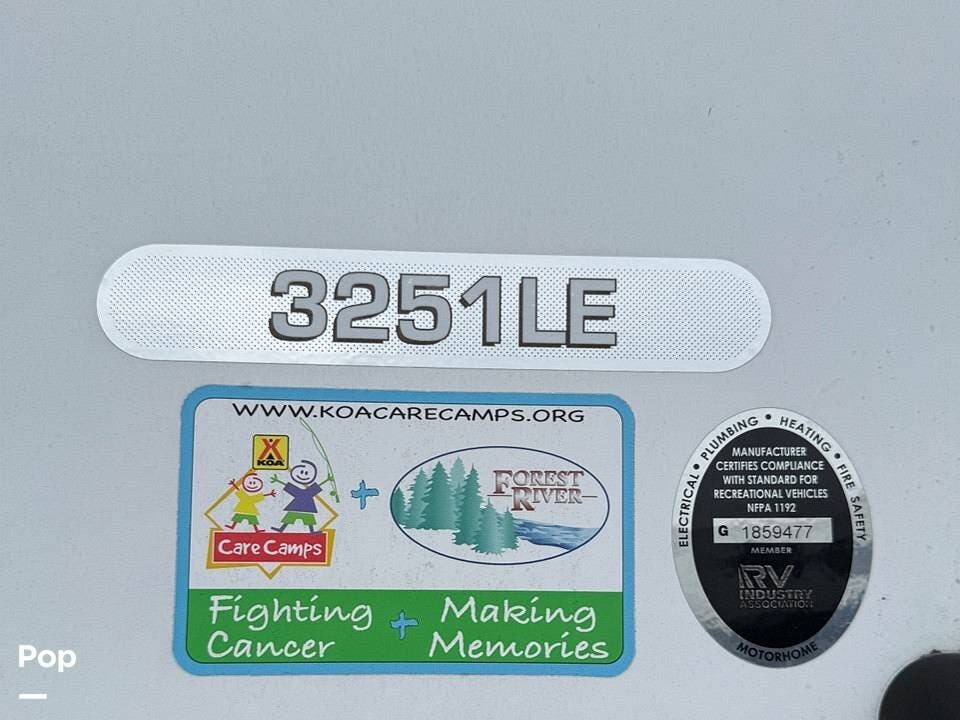 3251LE
WWW.KOACARECAMPS.ORG
KOA
Care Camps
+
FOREST
RIVER
Fighting + Making
Cancer Memories
ELECTRICAL • PLUMBING • HEATING • FIRE SAFETY
MANUFACTURER
CERTIFIES COMPLIANCE
WITH STANDARD FOR
RECREATIONAL VEHICLES
NFPA 1192
G 1859477
MEMBER
RV
INDUSTRY
ASSOCIATION
MOTORHOME
Pop